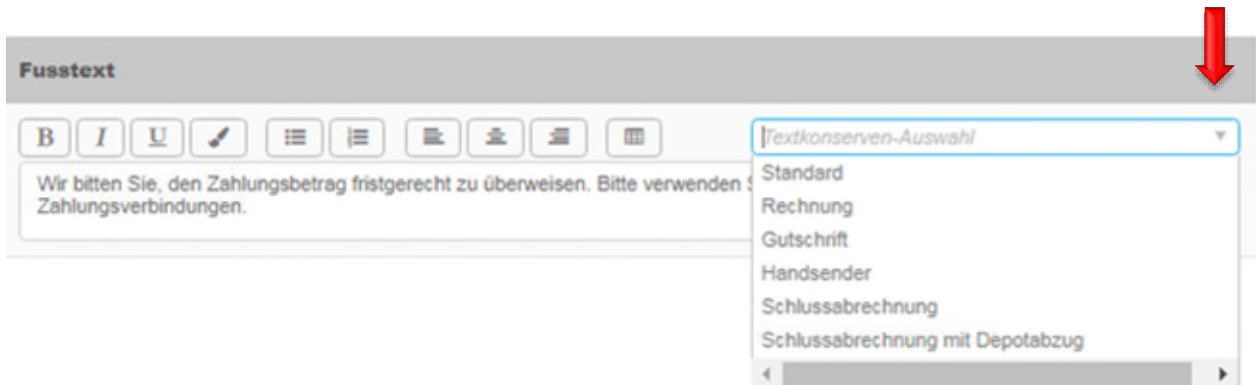 Fusstext
B I U
Textkonserven-Auswahl
Wir bitten Sie, den Zahlungsbetrag fristgerecht zu überweisen. Bitte verwenden
Zahlungsverbindungen.
Standard
Rechnung
Gutschrift
Handsender
Schlussabrechnung
Schlussabrechnung mit Depotabzug